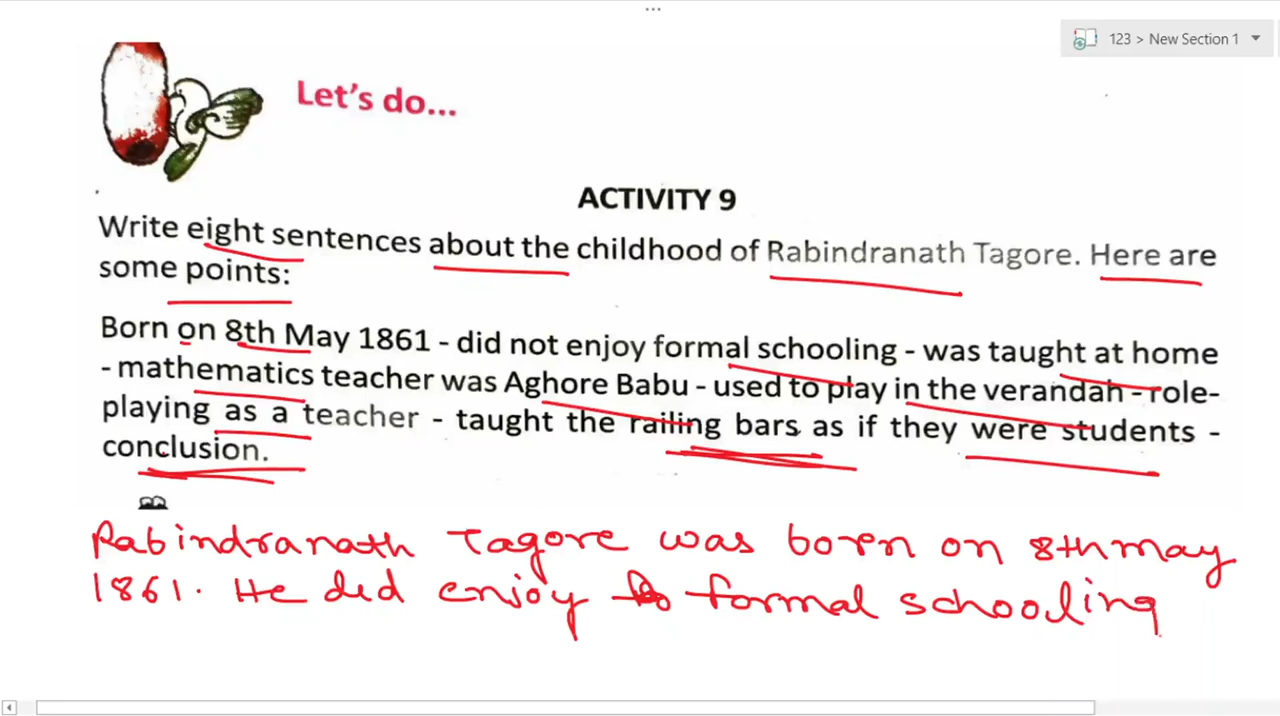 123 > New Section 1
Let's do...
ACTIVITY 9
Write eight sentences about the childhood of Rabindranath Tagore. Here are
some points:
Born on 8th May 1861 - did not enjoy formal schooling - was taught at home
- mathematics teacher was Aghore Babu - used to play in the verandah - role-
playing as a teacher - taught the railing bars as if they were students -
conclusion.
Rabindranath Tagore was born on 8th may
1861. He did enjoy formal schooling